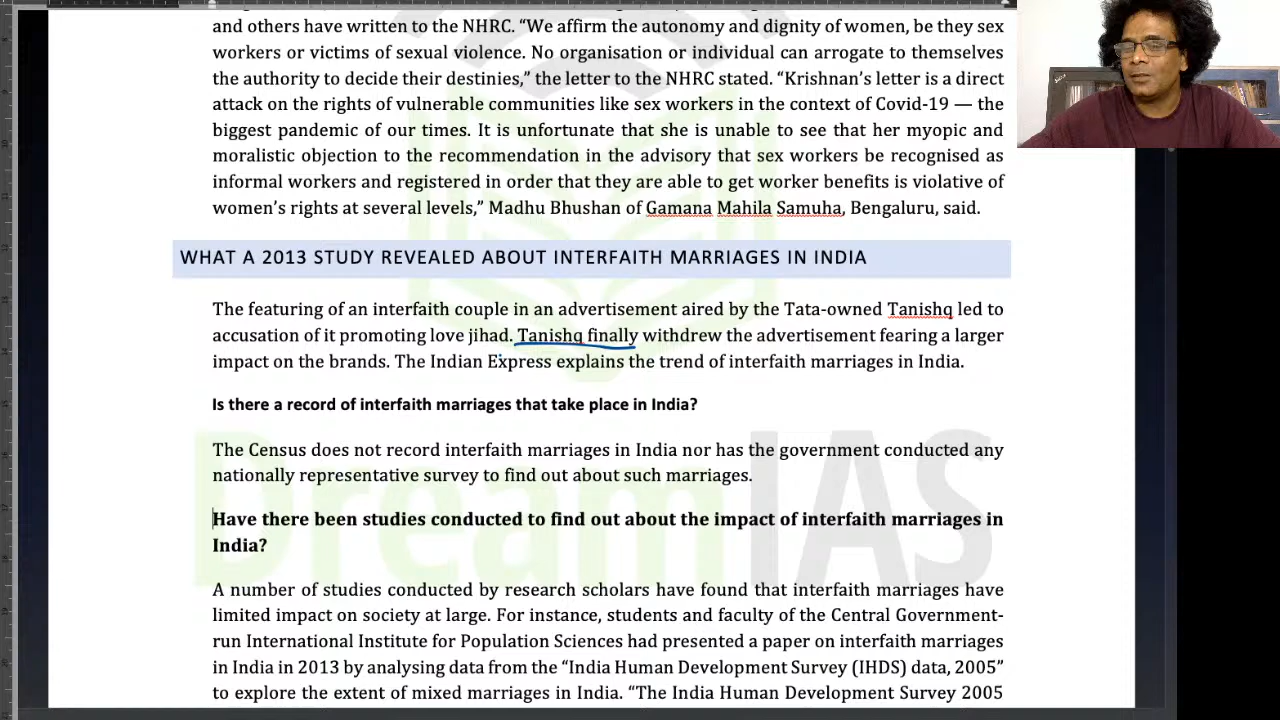 and others have written to the NHRC. “We affirm the autonomy and dignity of women, be they sex
workers or victims of sexual violence. No organisation or individual can arrogate to themselves
the authority to decide their destinies,” the letter to the NHRC stated. “Krishnan’s letter is a direct
attack on the rights of vulnerable communities like sex workers in the context of Covid-19 — the
biggest pandemic of our times. It is unfortunate that she is unable to see that her myopic and
moralistic objection to the recommendation in the advisory that sex workers be recognised as
informal workers and registered in order that they are able to get worker benefits is violative of
women’s rights at several levels,” Madhu Bhushan of Gamana Mahila Samuha, Bengaluru, said.
WHAT A 2013 STUDY REVEALED ABOUT INTERFAITH MARRIAGES IN INDIA
The featuring of an interfaith couple in an advertisement aired by the Tata-owned Tanishq led to
accusation of it promoting love jihad. Tanishq finally withdrew the advertisement fearing a larger
impact on the brands. The Indian Express explains the trend of interfaith marriages in India.
Is there a record of interfaith marriages that take place in India?
The Census does not record interfaith marriages in India nor has the government conducted any
nationally representative survey to find out about such marriages.
Have there been studies conducted to find out about the impact of interfaith marriages in
India?
A number of studies conducted by research scholars have found that interfaith marriages have
limited impact on society at large. For instance, students and faculty of the Central Government-
run International Institute for Population Sciences had presented a paper on interfaith marriages
in India in 2013 by analysing data from the “India Human Development Survey (IHDS) data, 2005”
to explore the extent of mixed marriages in India. “The India Human Development Survey 2005
DreamIAS